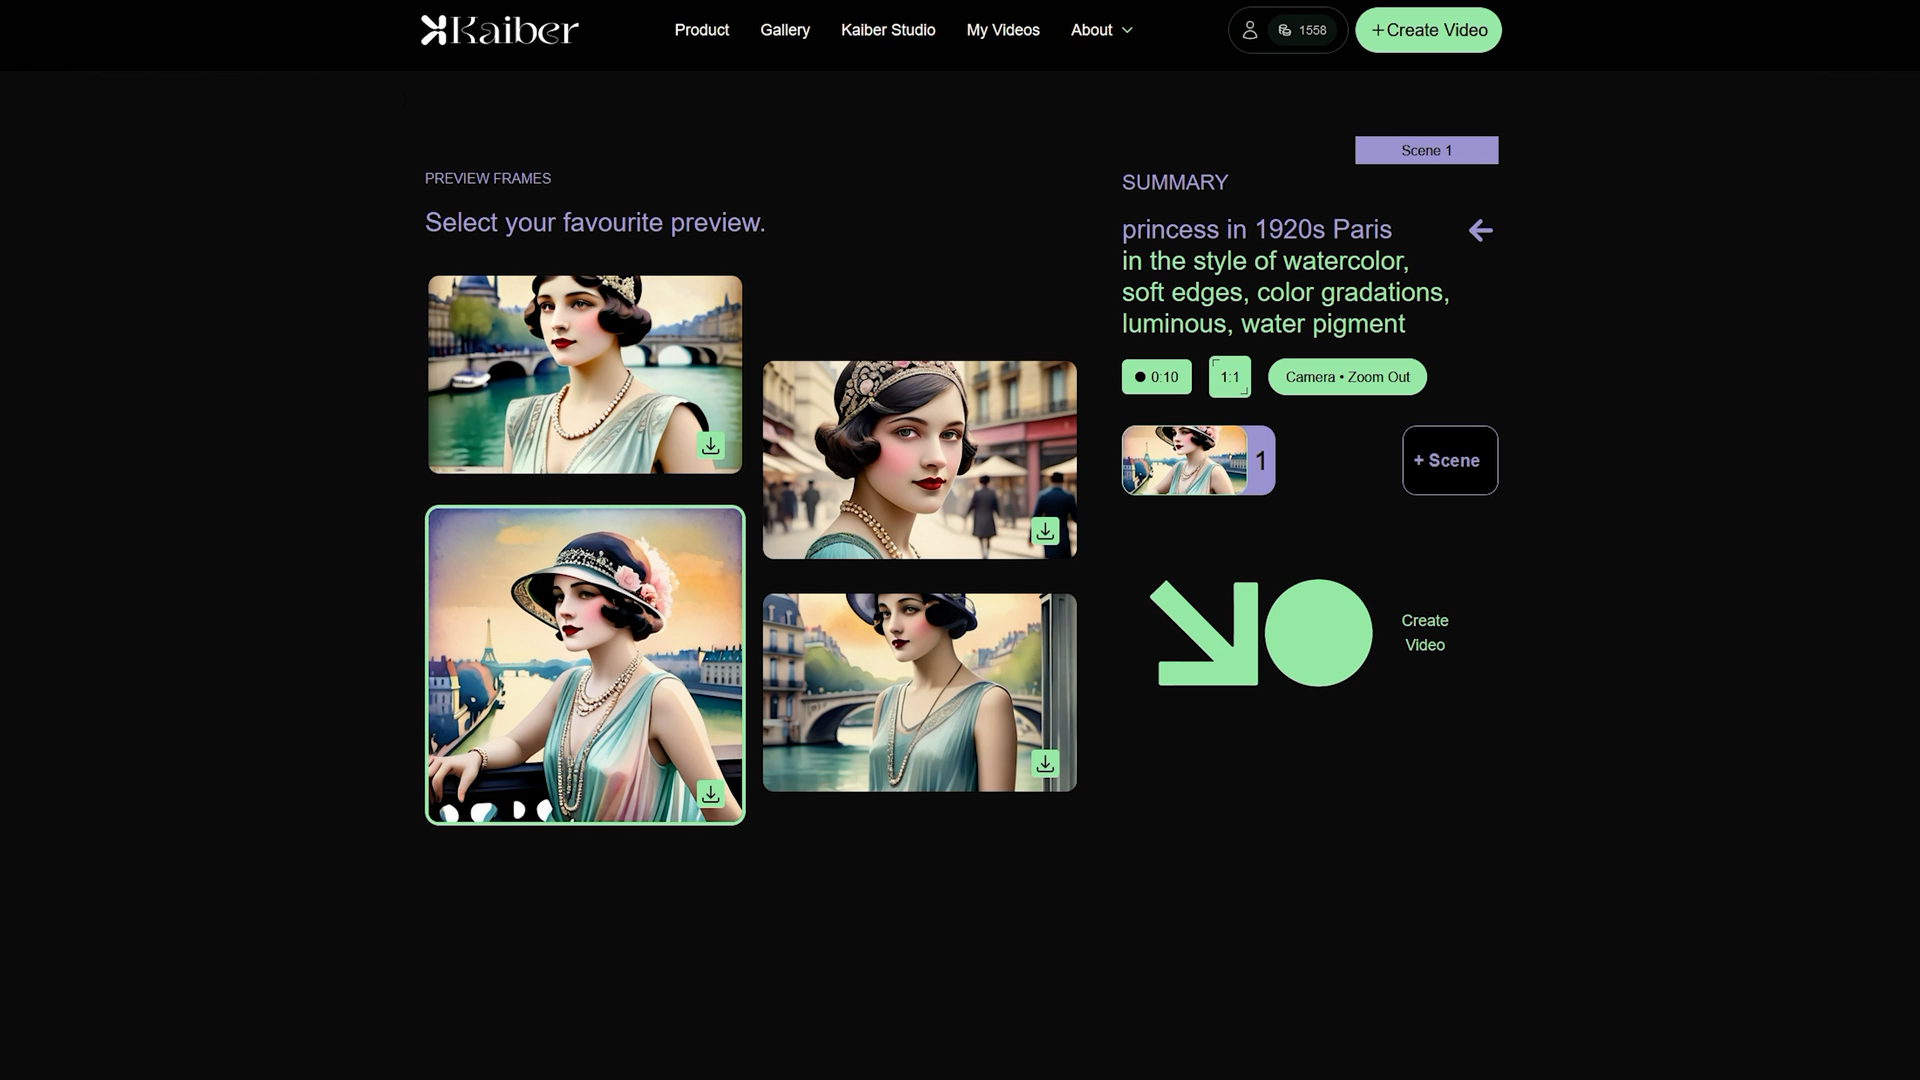 Kaiber
Product
Gallery
Kaiber Studio
My Videos
About
1558
+Create Video
Scene 1
PREVIEW FRAMES
Select your favourite preview.
SUMMARY
princess in 1920s Paris
in the style of watercolor,
soft edges, color gradations,
luminous, water pigment
0:10
1:1
Camera • Zoom Out
1
+ Scene
Create
Video